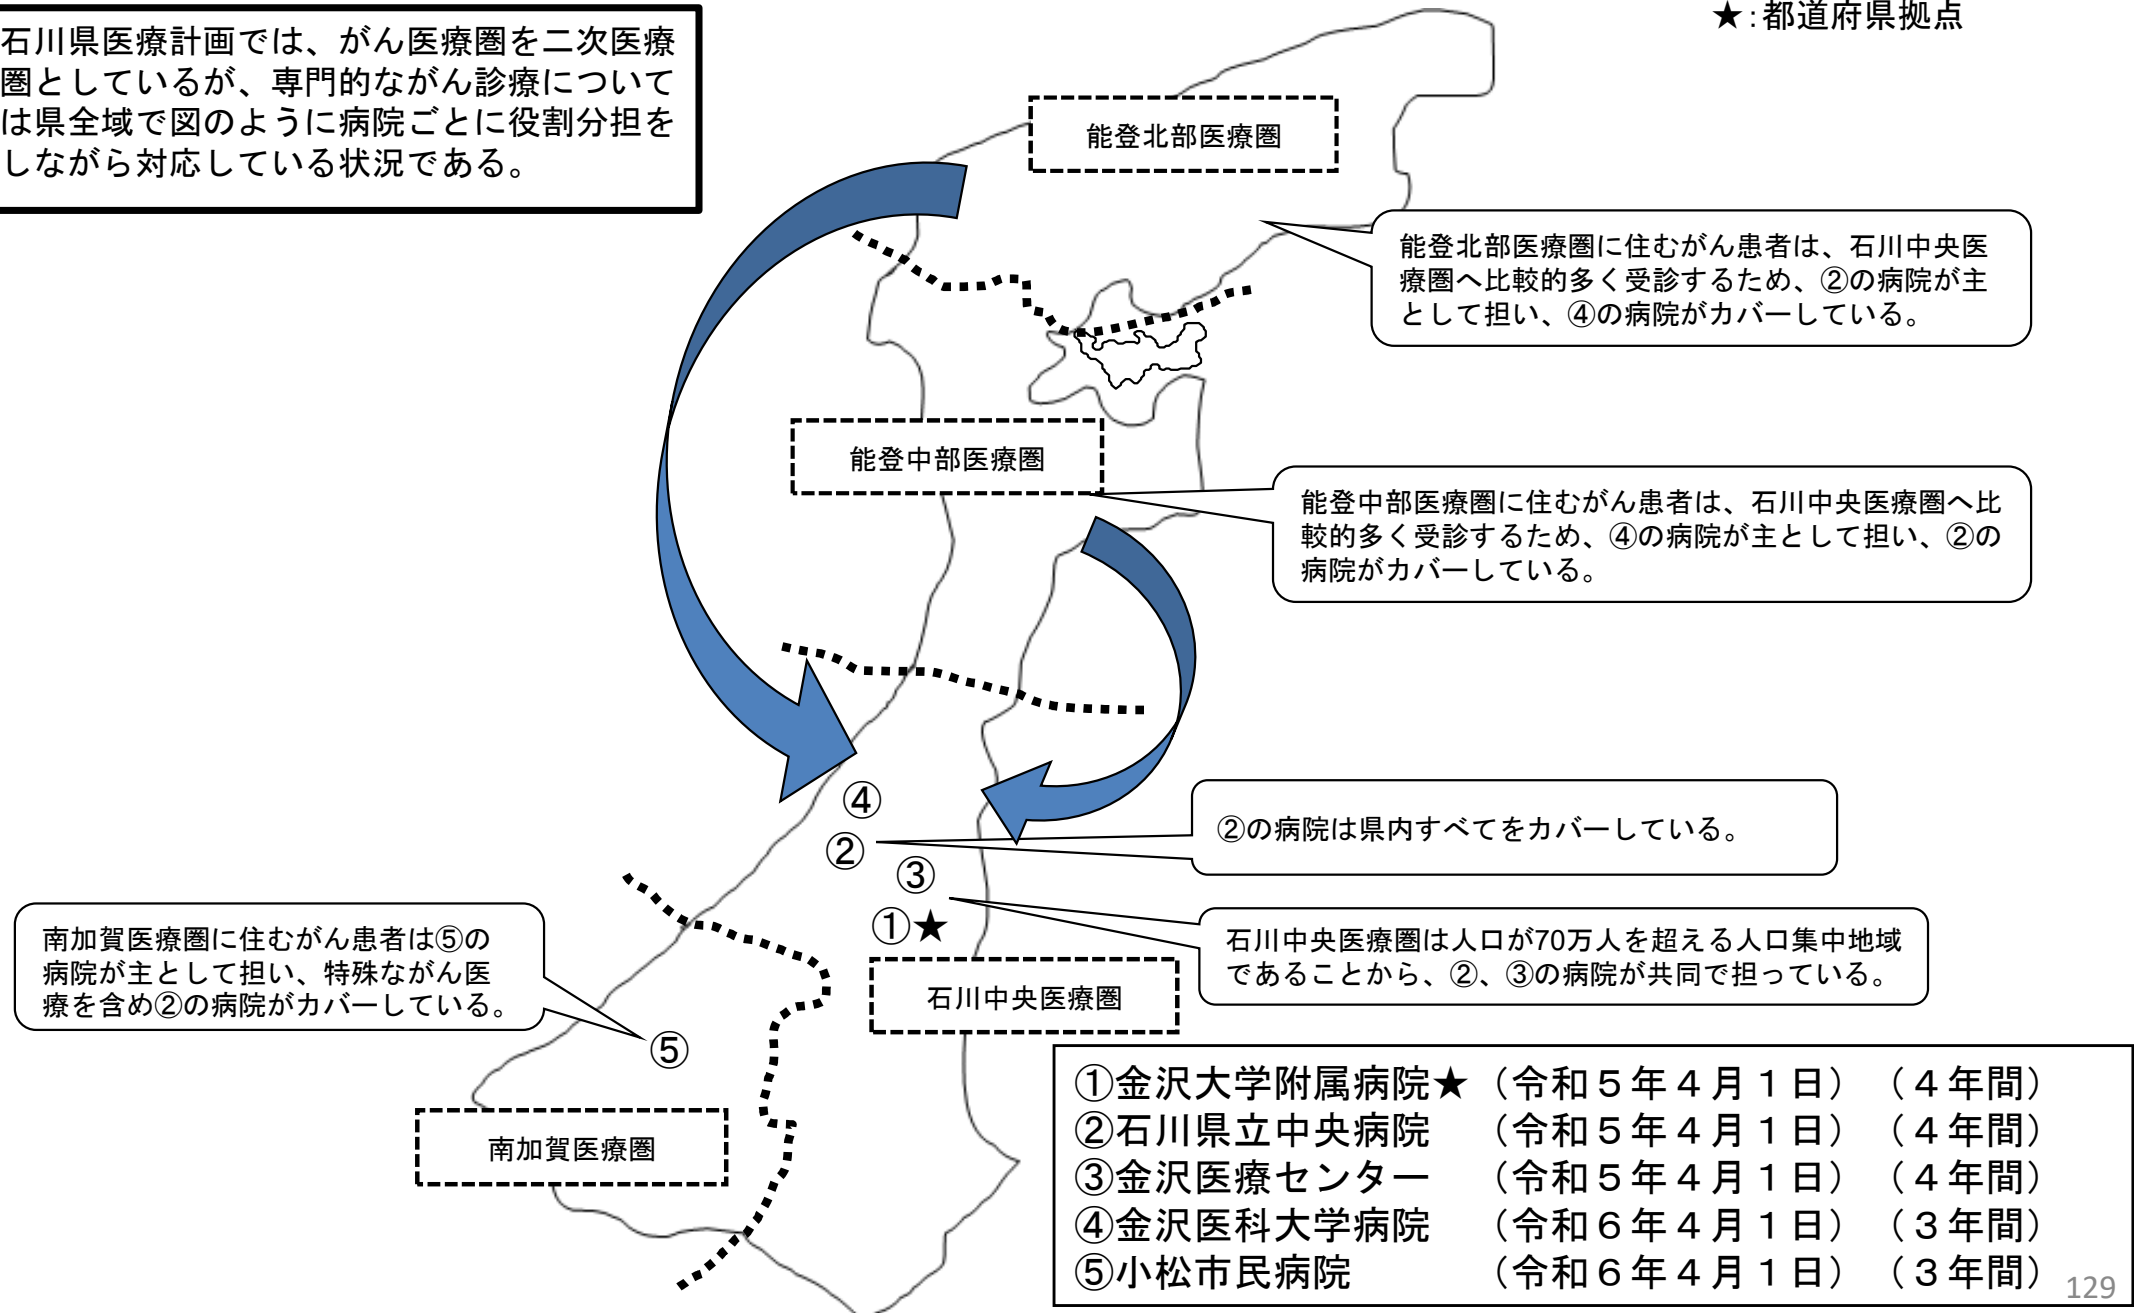 石川県医療計画では、がん医療圏を二次医療
圏としているが、専門的ながん診療について
は県全域で図のように病院ごとに役割分担を
しながら対応している状況である。
★:都道府県拠点
能登北部医療圏
能登北部医療圏に住むがん患者は、石川中央医
療圏へ比較的多く受診するため、②の病院が主
として担い、④の病院がカバーしている。
能登中部医療圏
能登中部医療圏に住むがん患者は、石川中央医療圏へ比
較的多く受診するため、④の病院が主として担い、②の
病院がカバーしている。
④
②
②の病院は県内すべてをカバーしている。
③
①★
石川中央医療圏は人口が70万人を超える人口集中地域
であることから、②、③の病院が共同で担っている。
石川中央医療圏
南加賀医療圏に住むがん患者は⑤の
病院が主として担い、特殊ながん医
療を含め②の病院がカバーしている。
⑤
南加賀医療圏
①金沢大学附属病院★（令和５年４月１日）（４年間）
②石川県立中央病院　（令和５年４月１日）（４年間）
③金沢医療センター　（令和５年４月１日）（４年間）
④金沢医科大学病院　（令和６年４月１日）（３年間）
⑤小松市民病院　　　（令和６年４月１日）（３年間）
129